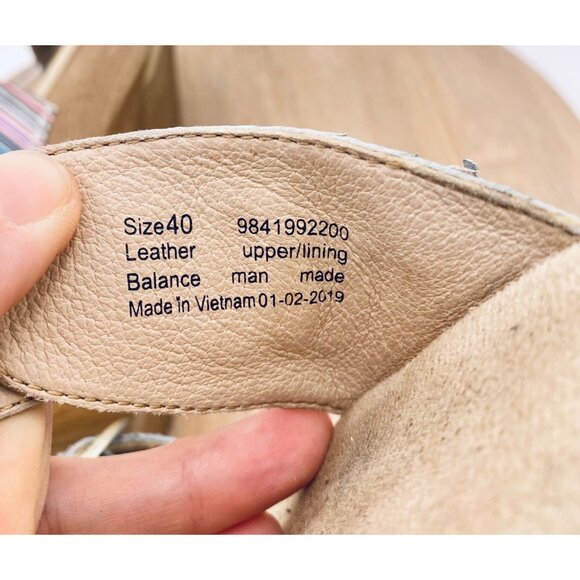 Size40 9841992200
Leather upper/lining
Balance man made
Made in Vietnam 01-02-2019